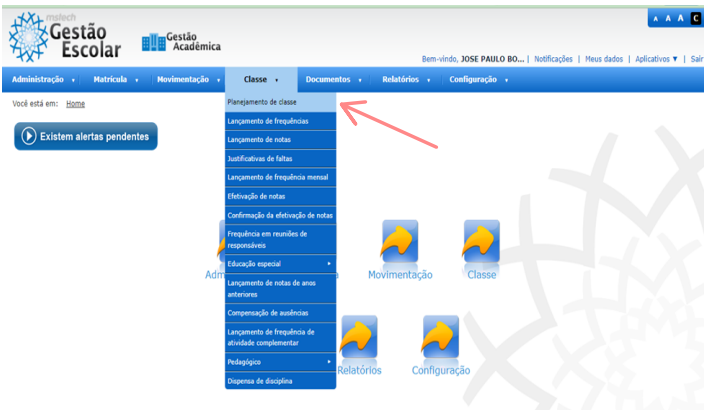 mstech
Gestão
Escolar
Gestão
Acadêmica
A A A C
Bem-vindo, JOSE PAULO BO... | Notificações | Meus dados | Aplicativos ▼ | Sair
Administração Matrícula Movimentação Classe Documentos Relatórios Configuração
Você está em: Home
Existem alertas pendentes
Planejamento de classe
Lançamento de frequências
Lançamento de notas
Justificativas de faltas
Lançamento de frequência mensal
Efetivação de notas
Confirmação da efetivação de notas
Frequência em reuniões de
responsáveis
Educação especial
Lançamento de notas de anos
anteriores
Compensação de ausências
Lançamento de frequência de
atividade complementar
Pedagógico
Dispensa de disciplina
Adm
Movimentação
Classe
Relatórios
Configuração